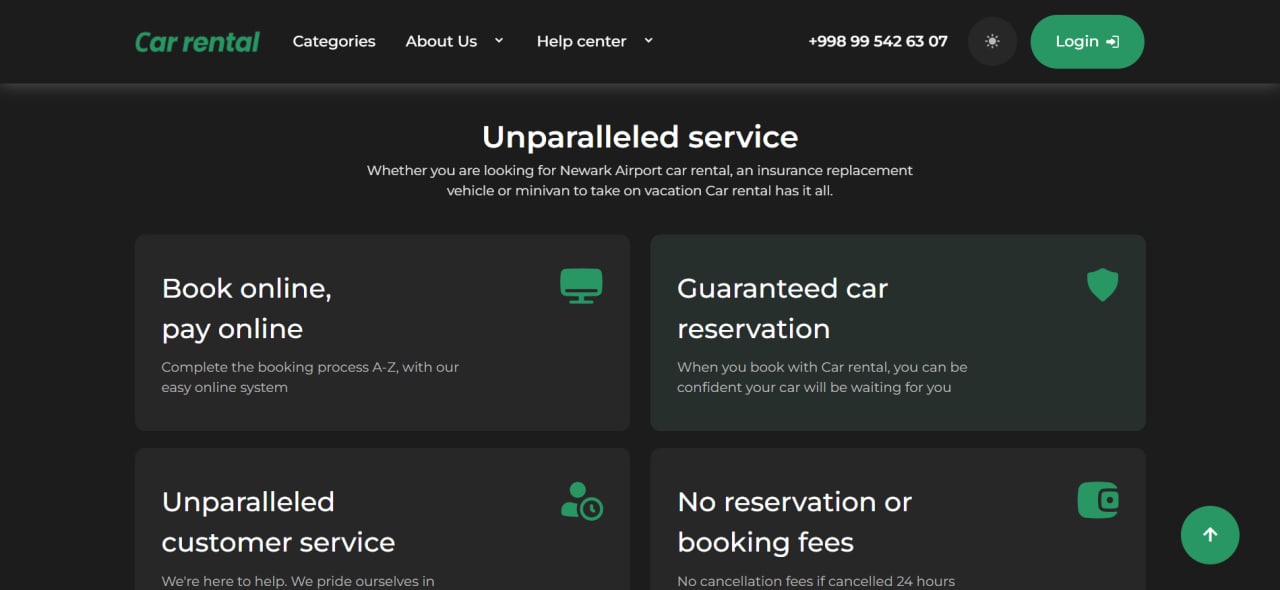 Car rental
Categories
About Us
Help center
+998 99 542 63 07
Login
Unparalleled service
Whether you are looking for Newark Airport car rental, an insurance replacement
vehicle or minivan to take on vacation Car rental has it all.
Book online,
pay online
Complete the booking process A-Z, with our
easy online system
Guaranteed car
reservation
When you book with Car rental, you can be
confident your car will be waiting for you
Unparalleled
customer service
We're here to help. We pride ourselves in
No reservation or
booking fees
No cancellation fees if cancelled 24 hours